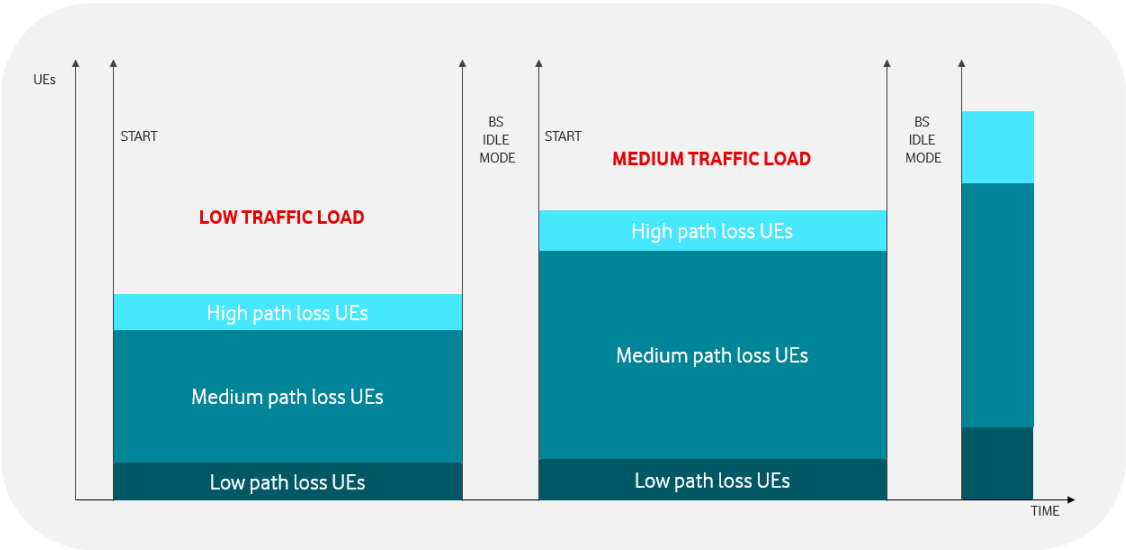 UEs
START
LOW TRAFFIC LOAD
High path loss UEs
Medium path loss UEs
Low path loss UEs
BS
IDLE
MODE
START
MEDIUM TRAFFIC LOAD
High path loss UEs
Medium path loss UEs
Low path loss UEs
BS
IDLE
MODE
TIME